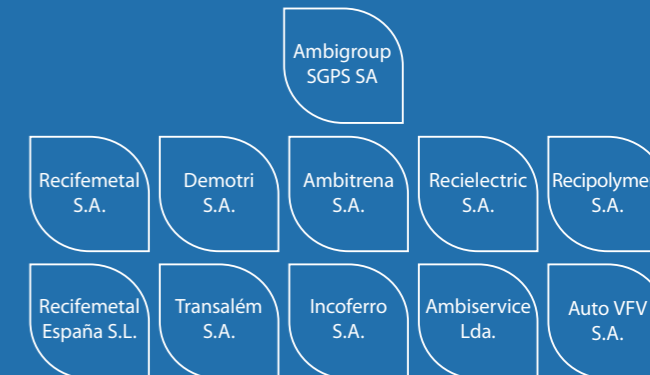 Ambigroup
SGPS SA
Recifemetal
S.A.
Demotri
S.A.
Ambitrena
S.A.
Recielectric
S.A.
S.A.
Recifemetal
España S.L.
Transalém
S.A.
Incoferro
S.A.
Ambiservice
Lda.
Auto VFV
S.A.